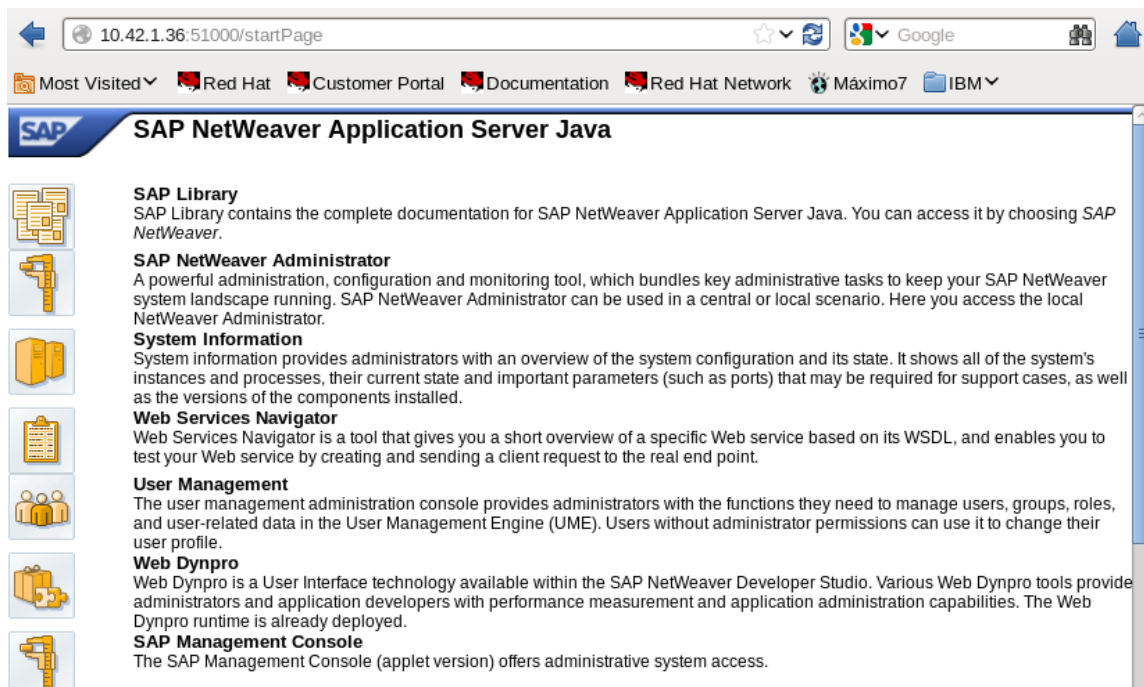 10.42.1.36:51000/startPage
Google
Most Visited Red Hat Customer Portal Documentation Red Hat Network Máximo7 IBM
SAP SAP NetWeaver Application Server Java
SAP Library
SAP Library contains the complete documentation for SAP NetWeaver Application Server Java. You can access it by choosing SAP
NetWeaver.
SAP NetWeaver Administrator
A powerful administration, configuration and monitoring tool, which bundles key administrative tasks to keep your SAP NetWeaver
system landscape running. SAP NetWeaver Administrator can be used in a central or local scenario. Here you access the local
NetWeaver Administrator.
System Information
System information provides administrators with an overview of the system configuration and its state. It shows all of the system's
instances and processes, their current state and important parameters (such as ports) that may be required for support cases, as well
as the versions of the components installed.
Web Services Navigator
Web Services Navigator is a tool that gives you a short overview of a specific Web service based on its WSDL, and enables you to
test your Web service by creating and sending a client request to the real end point.
User Management
The user management administration console provides administrators with the functions they need to manage users, groups, roles,
and user-related data in the User Management Engine (UME). Users without administrator permissions can use it to change their
user profile.
Web Dynpro
Web Dynpro is a User Interface technology available within the SAP NetWeaver Developer Studio. Various Web Dynpro tools provide
administrators and application developers with performance measurement and application administration capabilities. The Web
Dynpro runtime is already deployed.
SAP Management Console
The SAP Management Console (applet version) offers administrative system access.